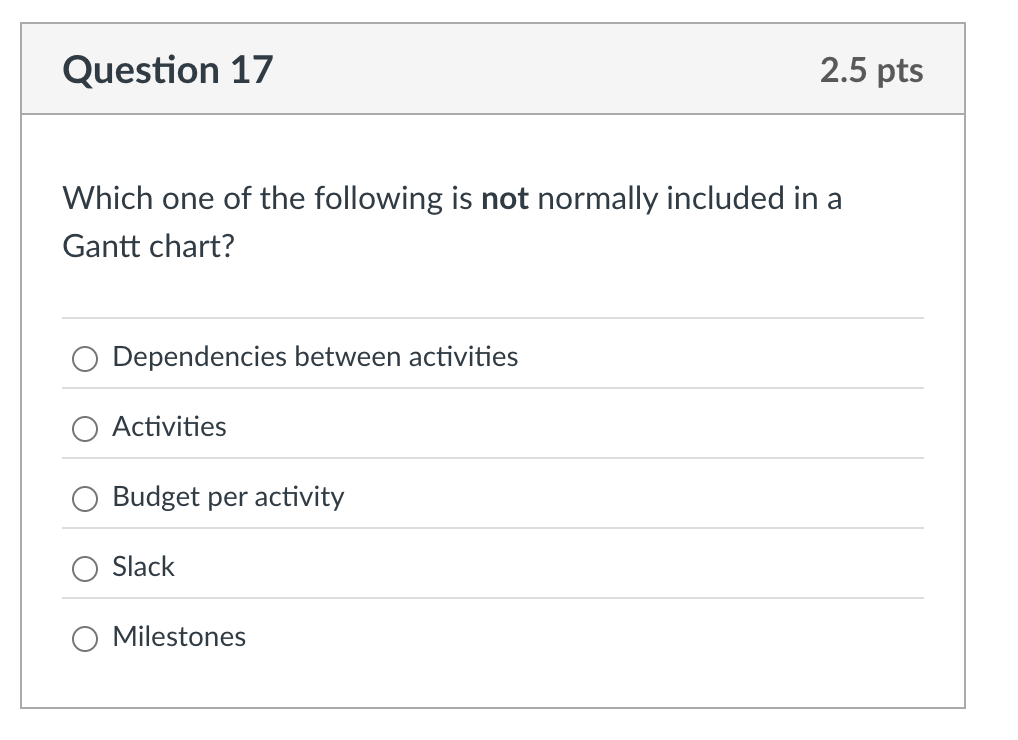 Question 17
2.5 pts
Which one of the following is not normally included in a
Gantt chart?
Dependencies between activities
Activities
Budget per activity
Slack
Milestones